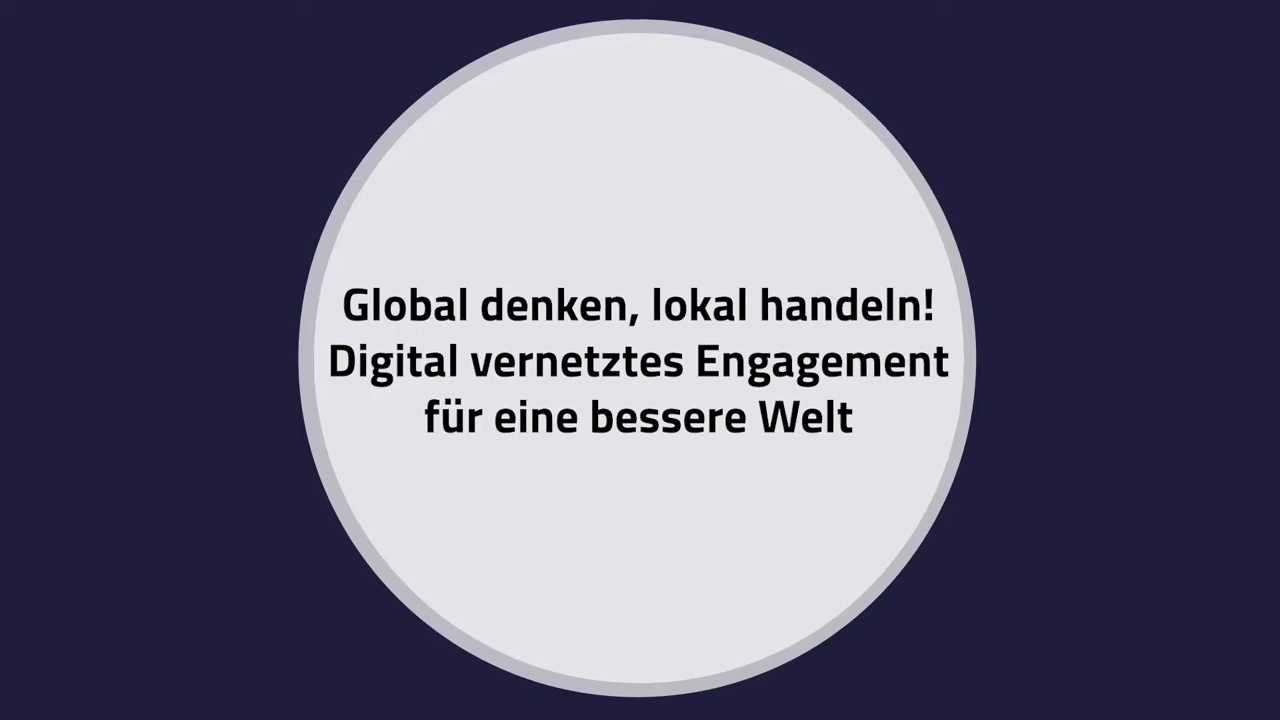 Global denken, lokal handeln!
Digital vernetztes Engagement
für eine bessere Welt